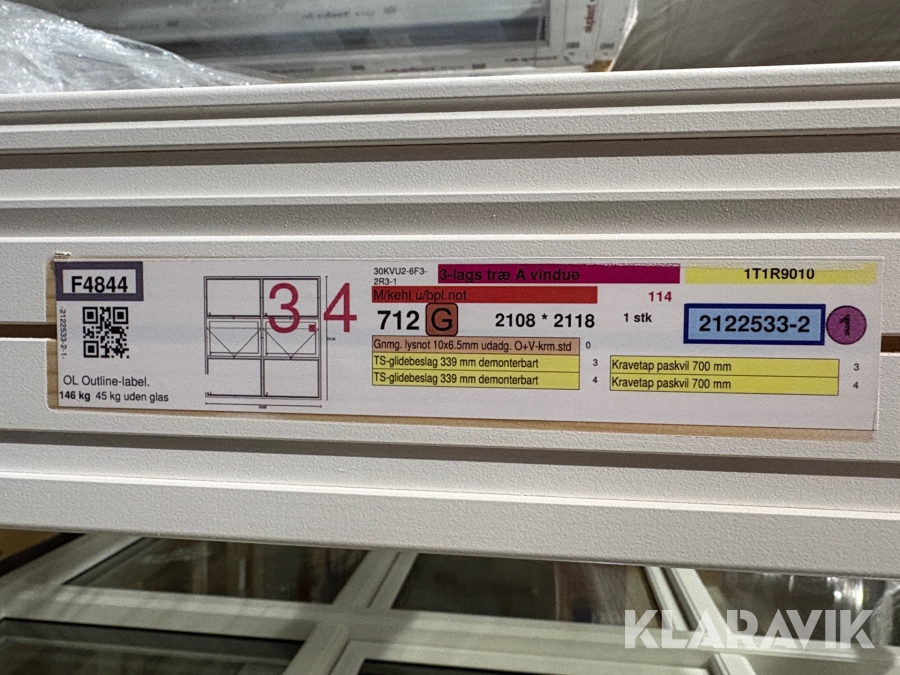 F4844
2122533-2-1-
OL Outline-label.
146 kg 45 kg uden glas
3.4
30KVU2-6F3-
2R3-1
3-lags træ A vindue
1T1R9010
M/kehl u/bpl.not
114
712 G 2108 * 2118 1 stk 2122533-2
Gnmg. lysnot 10x6.5mm udadg. O+V-krm.std 0
TS-glidebeslag 339 mm demonterbart 3
Kravetap paskvil 700 mm 3
TS-glidebeslag 339 mm demonterbart 4
Kravetap paskvil 700 mm 4
KLARAVIK